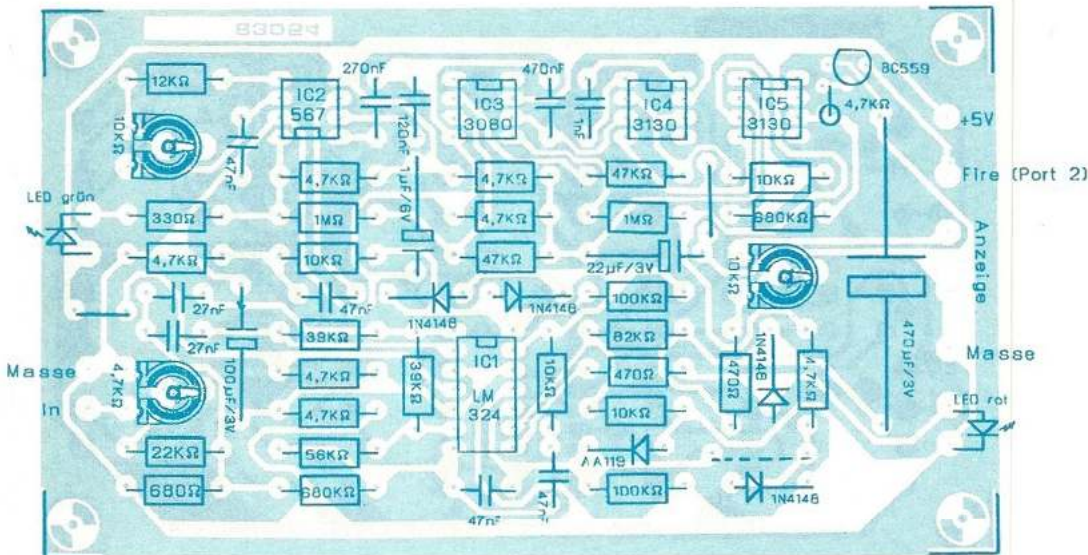 83054
12KΩ
270nF
470nF
BC559
IC2
567
IC3
3080
IC4
3130
IC5
3130
4,7KΩ
+5V
10KΩ
47nF
120nF
1nF
1µF/6V
Fire (Port 2)
4,7KΩ
4,7KΩ
47KΩ
10KΩ
LED grün
330Ω
1MΩ
4,7KΩ
1MΩ
680KΩ
Anzeige
4,7KΩ
10KΩ
47KΩ
22µF/3V
10KΩ
27nF
47nF
1N4148
1N4148
100KΩ
470µF/3V
27nF
100µF/3V
39KΩ
39KΩ
IC1
LM
324
10KΩ
82KΩ
470Ω
1N4148
4,7KΩ
Masse
Masse
4,7KΩ
4,7KΩ
470Ω
In
4,7KΩ
10KΩ
LED rot
22KΩ
56KΩ
AA119
680Ω
680KΩ
47nF
47nF
100KΩ
1N4148